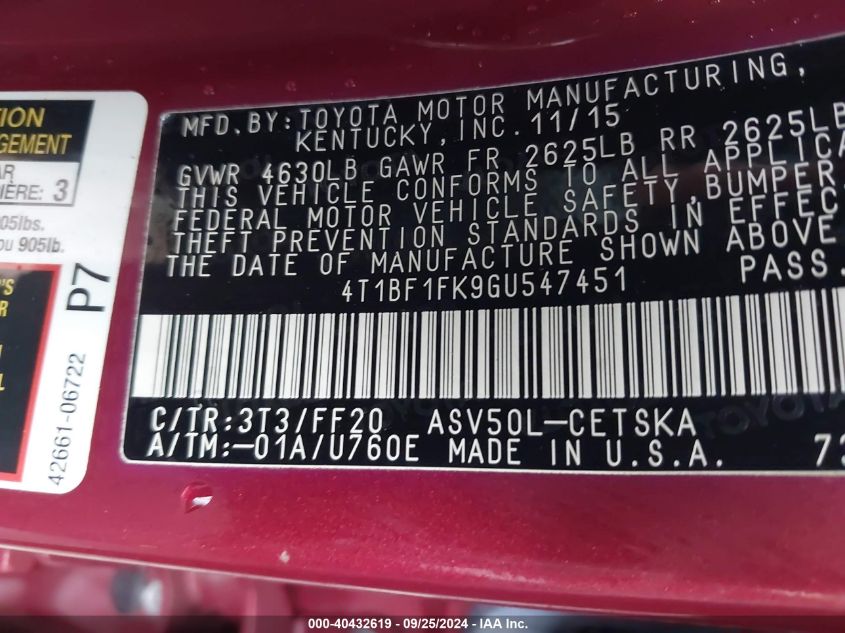 MFD. BY: TOYOTA MOTOR MANUFACTURING,
KENTUCKY, INC. 11/15
GVWR 4630LB GAWR FR 2625LB RR 2625LB
THIS VEHICLE CONFORMS TO ALL APPLICA
FEDERAL MOTOR VEHICLE SAFETY, BUMPER
THEFT PREVENTION STANDARDS IN EFFEC
THE DATE OF MANUFACTURE SHOWN ABOVE
4T1BF1FK9GU547451 PASS.
C/TR: 3T3/FF20 ASV50L-CETSKA
A/TM: -01A/U760E MADE IN U.S.A.
TION
GEMENT
AR
IÈRE: 3
905lbs.
ou 905lb.
P7
42661-06722
000-40432619 - 09/25/2024 - IAA Inc.